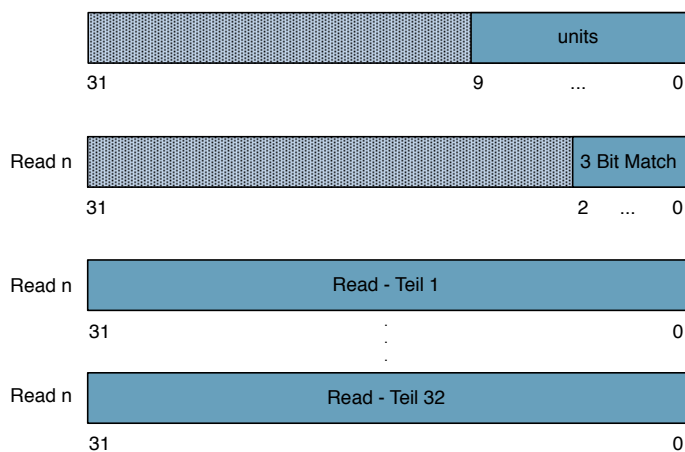 units
31 9 ... 0
Read n 3 Bit Match
31 2 ... 0
Read n Read - Teil 1
31 0
.
.
.
Read n Read - Teil 32
31 0